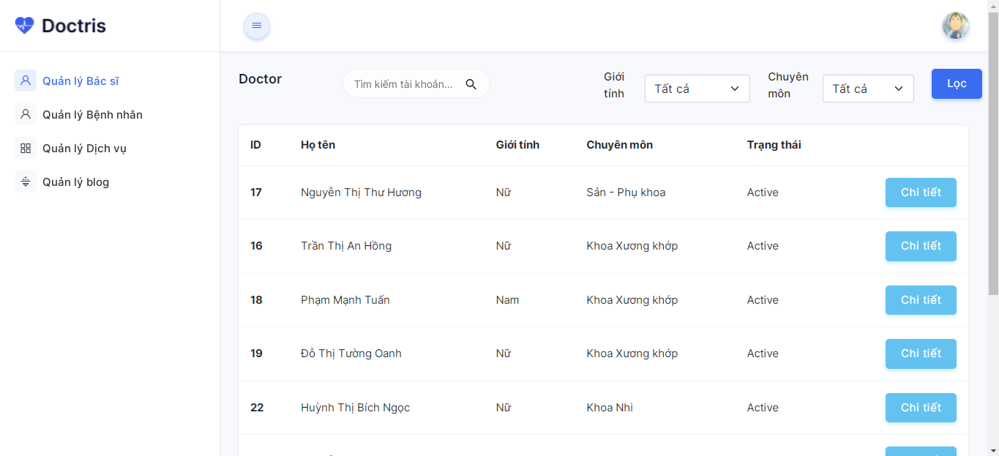 Doctris
Quản lý Bác sĩ
Quản lý Bệnh nhân
Quản lý Dịch vụ
Quản lý blog
Doctor
Tìm kiếm tài khoản...
Giới
tính
Tất cả
Chuyên
môn
Tất cả
Lọc
ID Họ tên Giới tính Chuyên môn Trạng thái
17 Nguyễn Thị Thư Hương Nữ Sản - Phụ khoa Active Chi tiết
16 Trần Thị An Hồng Nữ Khoa Xương khớp Active Chi tiết
18 Phạm Mạnh Tuấn Nam Khoa Xương khớp Active Chi tiết
19 Đỗ Thị Tường Oanh Nữ Khoa Xương khớp Active Chi tiết
22 Huỳnh Thị Bích Ngọc Nữ Khoa Nhi Active Chi tiết